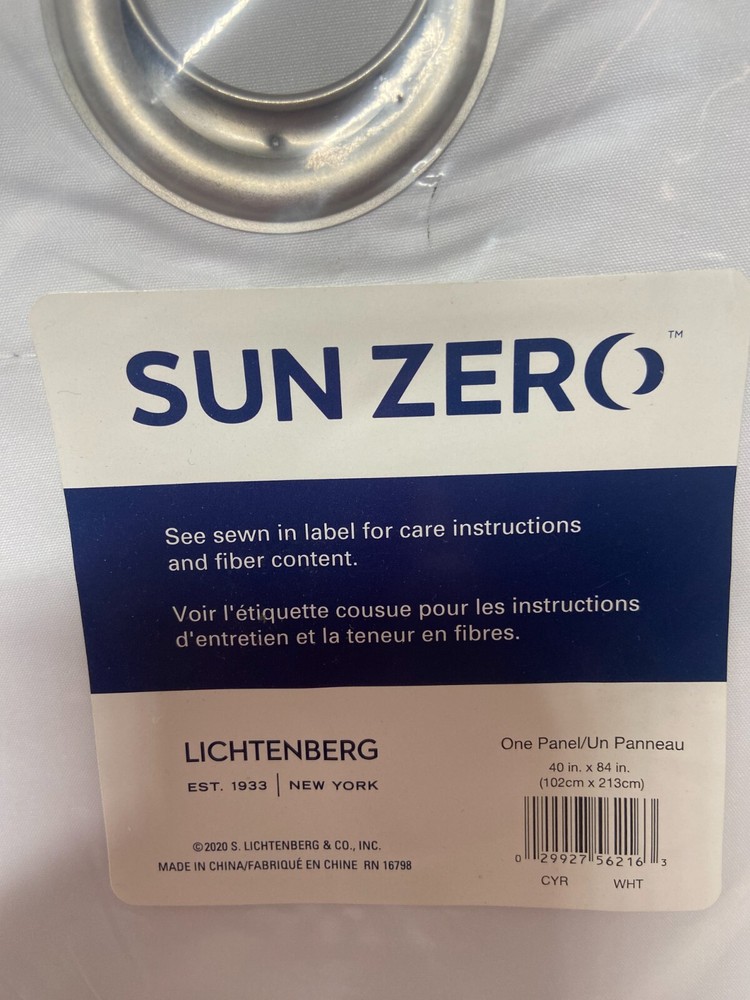 SUN ZERO™
See sewn in label for care instructions
and fiber content.
Voir l'étiquette cousue pour les instructions
d'entretien et la teneur en fibres.
LICHTENBERG
EST. 1933 | NEW YORK
©2020 S. LICHTENBERG & CO., INC.
MADE IN CHINA/FABRIQUÉ EN CHINE RN 16798
One Panel/Un Panneau
40 in. x 84 in.
(102cm x 213cm)
0 29927 56216 3
CYR WHT